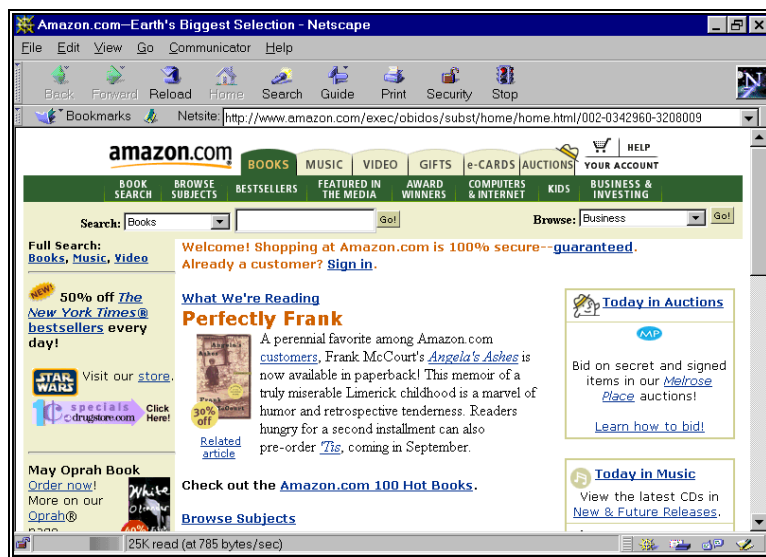 Amazon.com—Earth's Biggest Selection - Netscape
File Edit View Go Communicator Help
Back Forward Reload Home Search Guide Print Security Stop
Bookmarks Netsite: http://www.amazon.com/exec/obidos/subst/home/home.html/002-0342960-3208009
amazon.com
BOOKS MUSIC VIDEO GIFTS e-CARDS AUCTIONS
HELP
YOUR ACCOUNT
BOOK SEARCH
BROWSE SUBJECTS
BESTSELLERS
FEATURED IN THE MEDIA
AWARD WINNERS
COMPUTERS & INTERNET
KIDS
BUSINESS & INVESTING
Search: Books Go!
Browse: Business Go!
Full Search:
Books, Music, Video
NEW!
50% off The
New York Times®
bestsellers every
day!
STAR WARS
Visit our store.
specials
drugstore.com
Click Here!
May Oprah Book
Order now!
More on our
Oprah®
page
White
40%
Welcome! Shopping at Amazon.com is 100% secure--guaranteed.
Already a customer? Sign in.
What We're Reading
Perfectly Frank
Angela's
Ashes
Frank
McCourt
30%
off
Related
article
A perennial favorite among Amazon.com
customers, Frank McCourt's Angela's Ashes is
now available in paperback! This memoir of a
truly miserable Limerick childhood is a marvel of
humor and retrospective tenderness. Readers
hungry for a second installment can also
pre-order 'Tis, coming in September.
Check out the Amazon.com 100 Hot Books.
Browse Subjects
Today in Auctions
MP
Bid on secret and signed
items in our Melrose
Place auctions!
Learn how to bid!
Today in Music
View the latest CDs in
New & Future Releases.
25K read (at 785 bytes/sec)